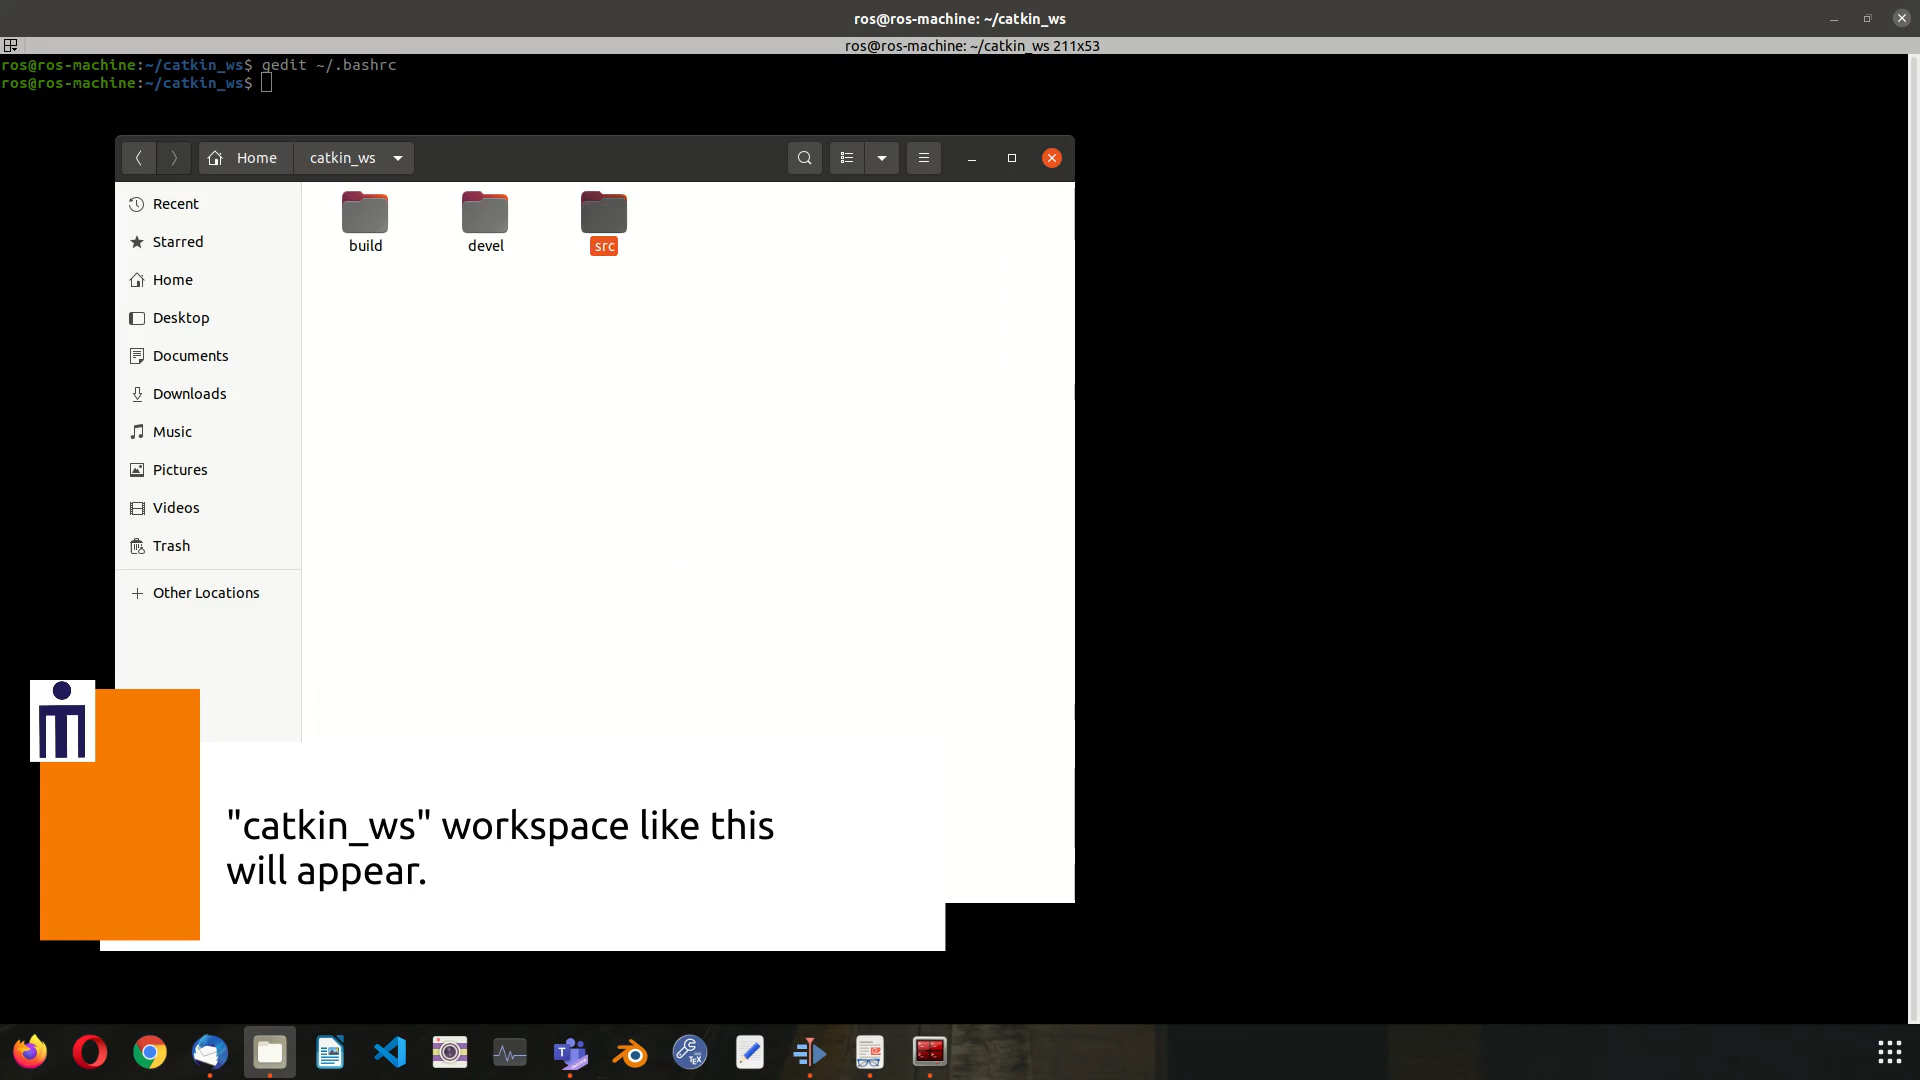 ros@ros-machine: ~/catkin_ws
ros@ros-machine: ~/catkin_ws 211x53
ros@ros-machine:~/catkin_ws$ gedit ~/.bashrc
ros@ros-machine:~/catkin_ws$
Home catkin_ws
Recent
Starred
Home
Desktop
Documents
Downloads
Music
Pictures
Videos
Trash
Other Locations
build devel src
"catkin_ws" workspace like this
will appear.